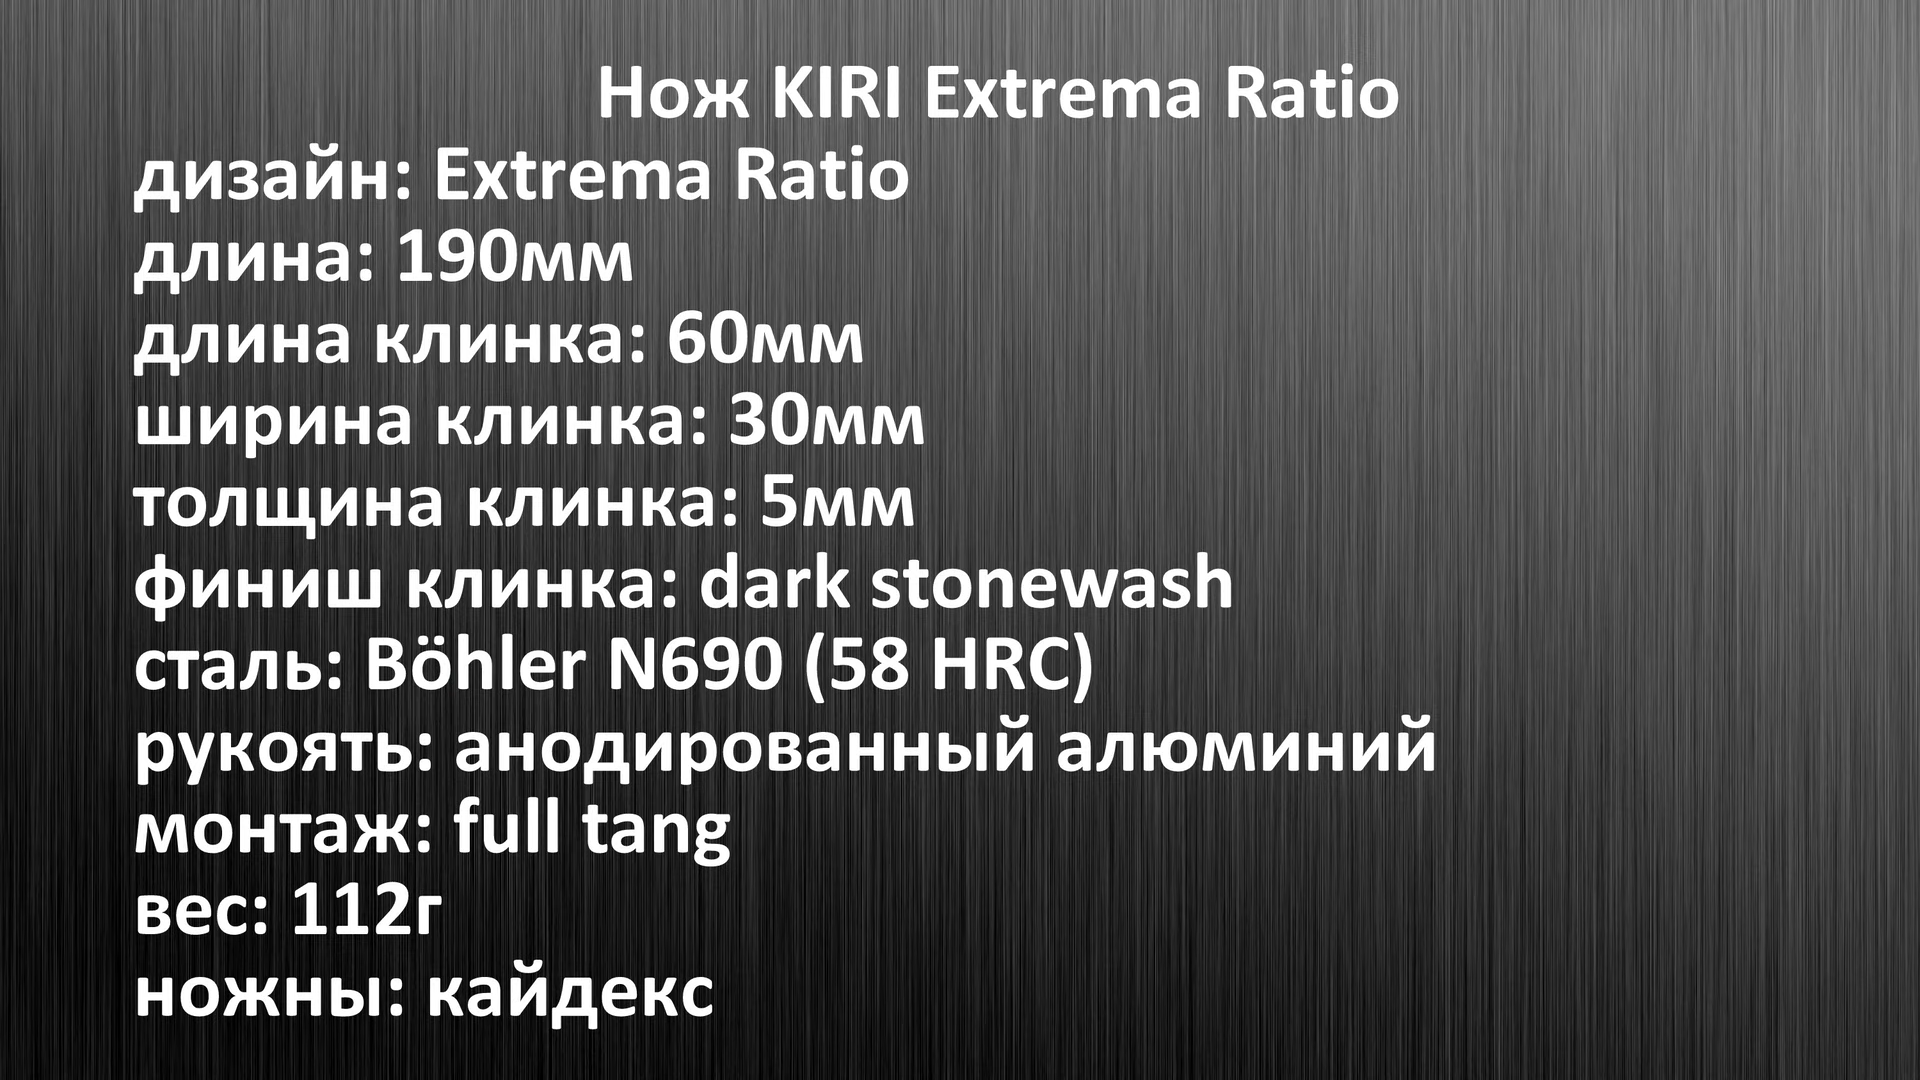 Нож KIRI Extrema Ratio
дизайн: Extrema Ratio
длина: 190мм
длина клинка: 60мм
ширина клинка: 30мм
толщина клинка: 5мм
финиш клинка: dark stonewash
сталь: Böhler N690 (58 HRC)
рукоять: анодированный алюминий
монтаж: full tang
вес: 112г
ножны: кайдекс